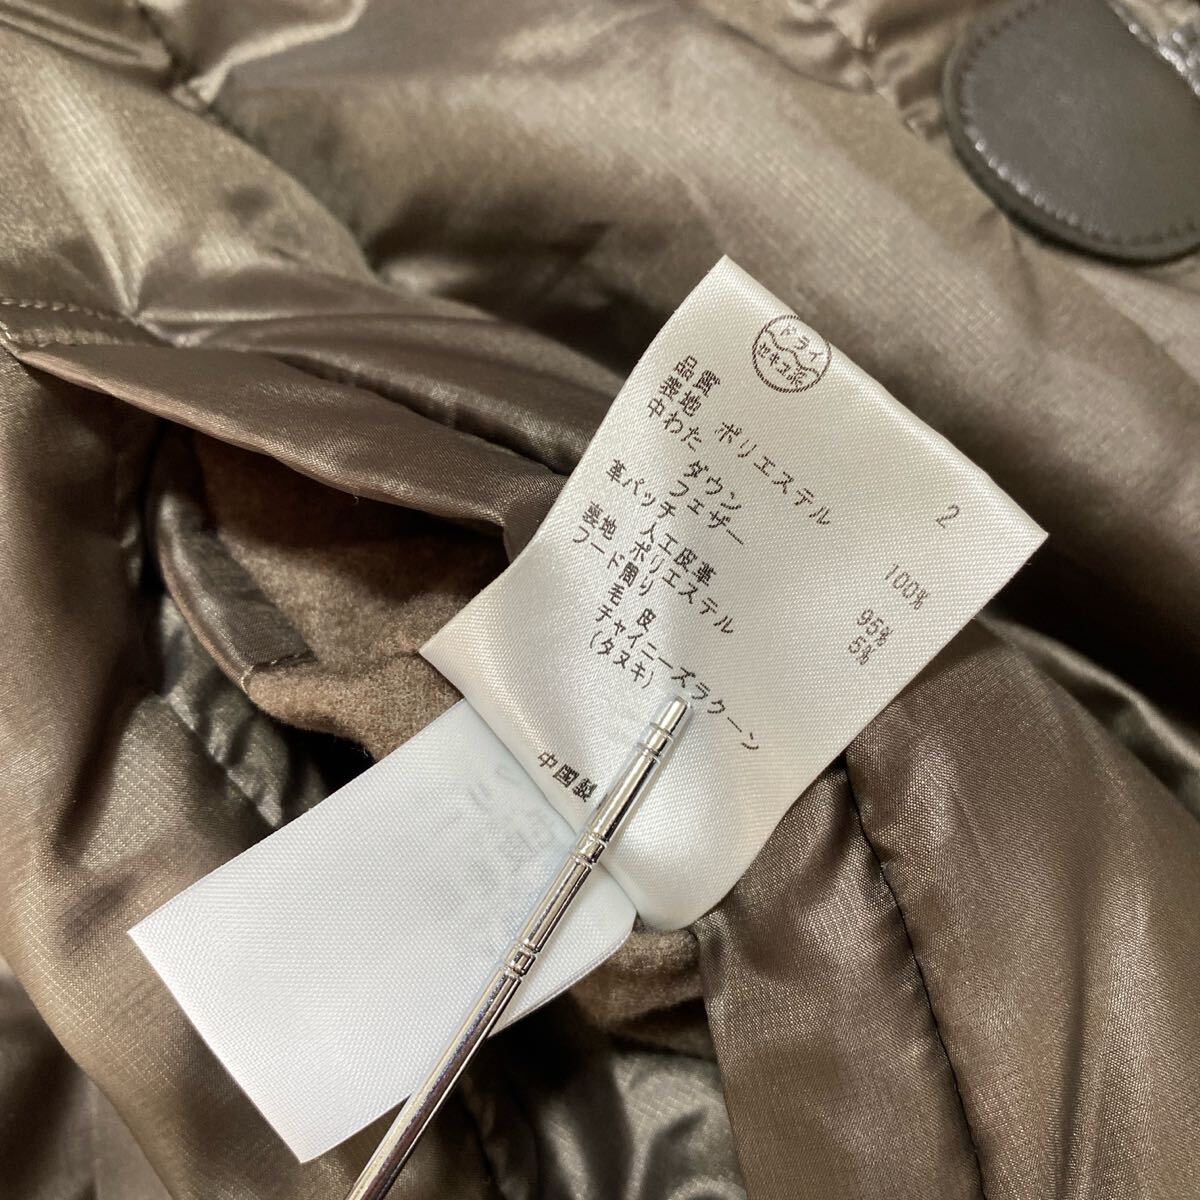 ドライ
セキユ系
品質 2
表地 ポリエステル 100%
中わた
ダウン 95%
フェザー 5%
革パッチ
人工皮革
裏地 ポリエステル
フード周り
毛 皮
チャイニーズラクーン
(タヌキ)
中国製